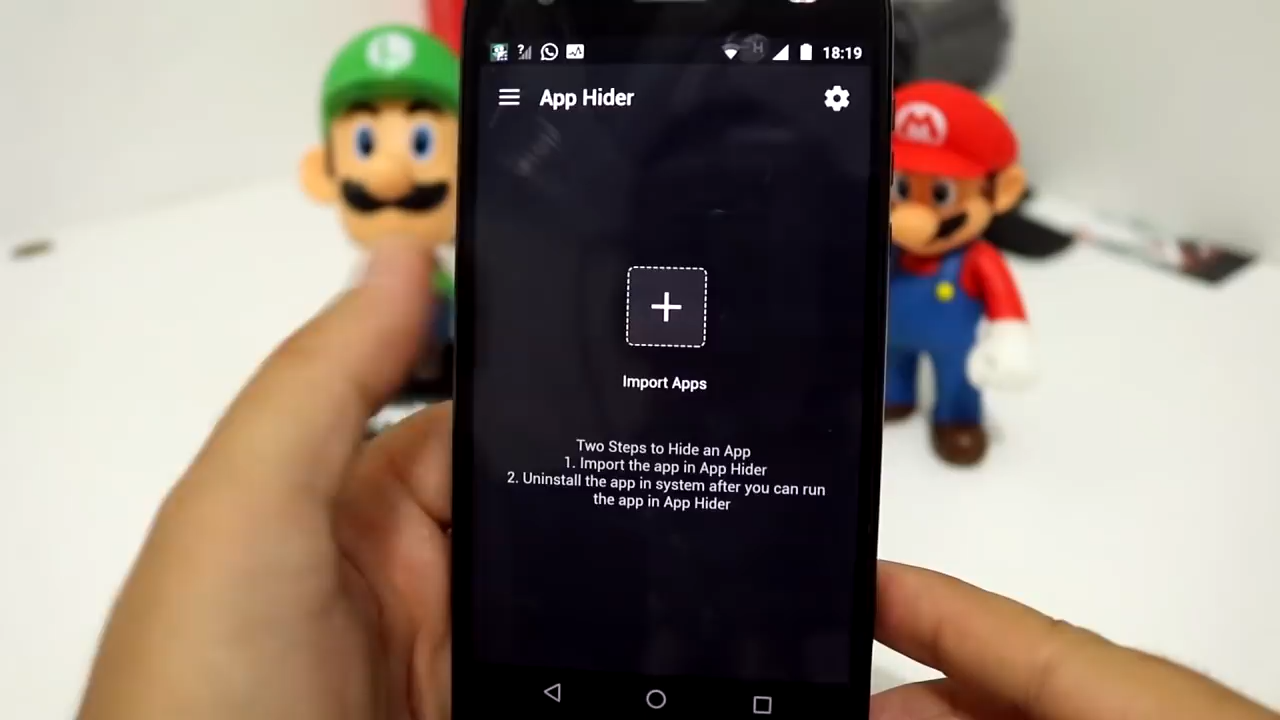 18:19
App Hider
Import Apps
Two Steps to Hide an App
1. Import the app in App Hider
2. Uninstall the app in system after you can run
the app in App Hider